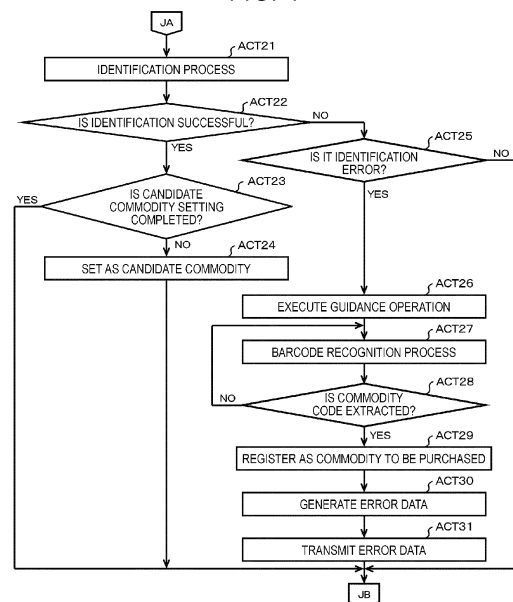 JA
ACT21
IDENTIFICATION PROCESS
ACT22
IS IDENTIFICATION SUCCESSFUL?
NO
YES
ACT25
IS IT IDENTIFICATION
ERROR?
NO
YES
ACT23
IS CANDIDATE
COMMODITY SETTING
COMPLETED?
YES
NO
ACT24
SET AS CANDIDATE COMMODITY
ACT26
EXECUTE GUIDANCE OPERATION
ACT27
BARCODE RECOGNITION PROCESS
ACT28
IS COMMODITY
CODE EXTRACTED?
NO
YES
ACT29
REGISTER AS COMMODITY TO BE PURCHASED
ACT30
GENERATE ERROR DATA
ACT31
TRANSMIT ERROR DATA
JB